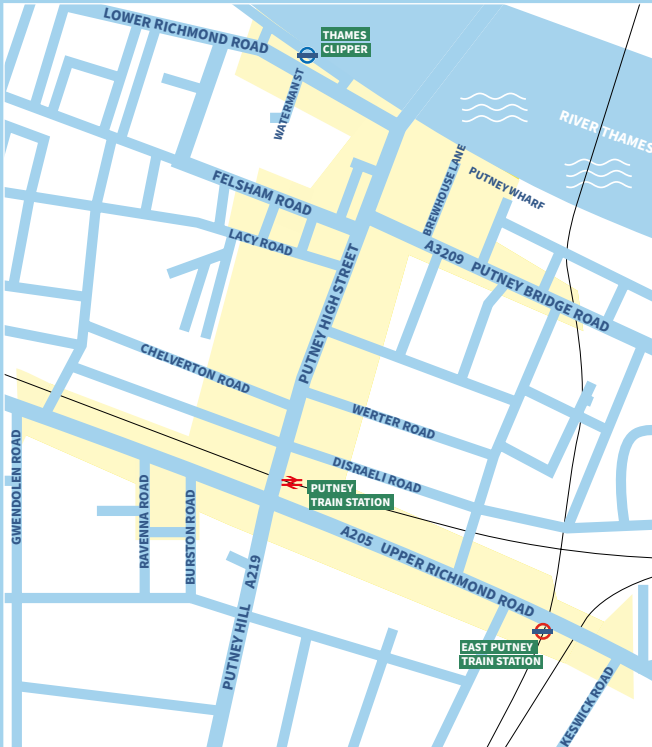 LOWER RICHMOND ROAD
THAMES
CLIPPER
WATERMAN ST
RIVER THAMES
BREWHOUSE LANE
PUTNEY WHARF
FELSHAM ROAD
LACY ROAD
A3209 PUTNEY BRIDGE ROAD
PUTNEY HIGH STREET
CHELVERTON ROAD
WERTER ROAD
DISRAELI ROAD
PUTNEY
TRAIN STATION
GWENDOLEN ROAD
RAVENNA ROAD
BURSTON ROAD
A205 UPPER RICHMOND ROAD
PUTNEY HILL A219
EAST PUTNEY
TRAIN STATION
KESWICK ROAD